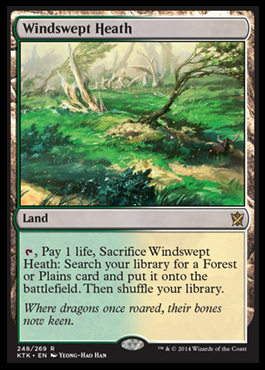 Windswept Heath
Land
, Pay 1 life, Sacrifice Windswept
Heath: Search your library for a Forest
or Plains card and put it onto the
battlefield. Then shuffle your library.
Where dragons once roared, their bones
now keen.
248/269 R
KTK • EN Yeong-Hao Han
™ & © 2014 Wizards of the Coast